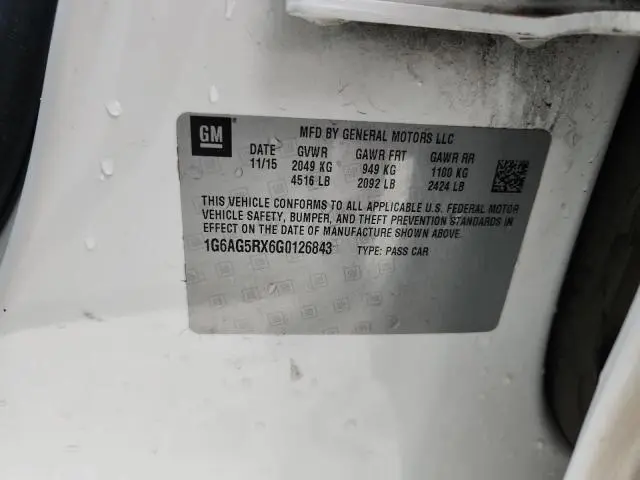 GM
MFD BY GENERAL MOTORS LLC
DATE GVWR GAWR FRT GAWR RR
11/15 2049 KG 949 KG 1100 KG
4516 LB 2092 LB 2424 LB
THIS VEHICLE CONFORMS TO ALL APPLICABLE U.S. FEDERAL MOTOR
VEHICLE SAFETY, BUMPER, AND THEFT PREVENTION STANDARDS IN
EFFECT ON THE DATE OF MANUFACTURE SHOWN ABOVE.
1G6AG5RX6G0126843 TYPE: PASS CAR